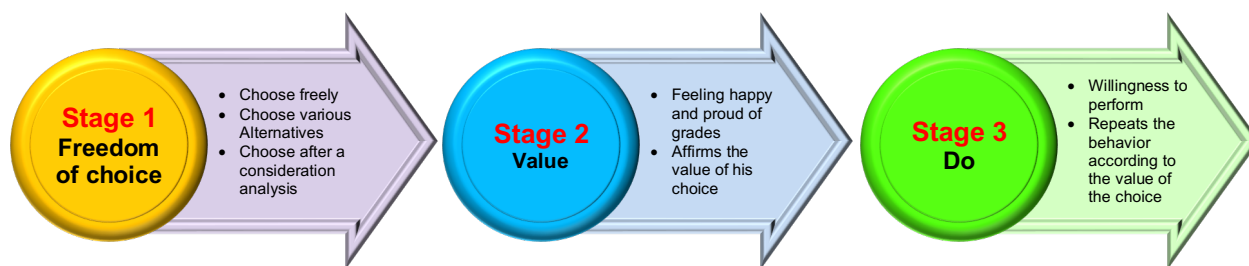 Stage 1
Freedom
of choice
• Choose freely
• Choose various
Alternatives
• Choose after a
consideration
analysis
Stage 2
Value
• Feeling happy
and proud of
grades
• Affirms the
value of his
choice
Stage 3
Do
• Willingness to
perform
• Repeats the
behavior
according to
the value of
the choice